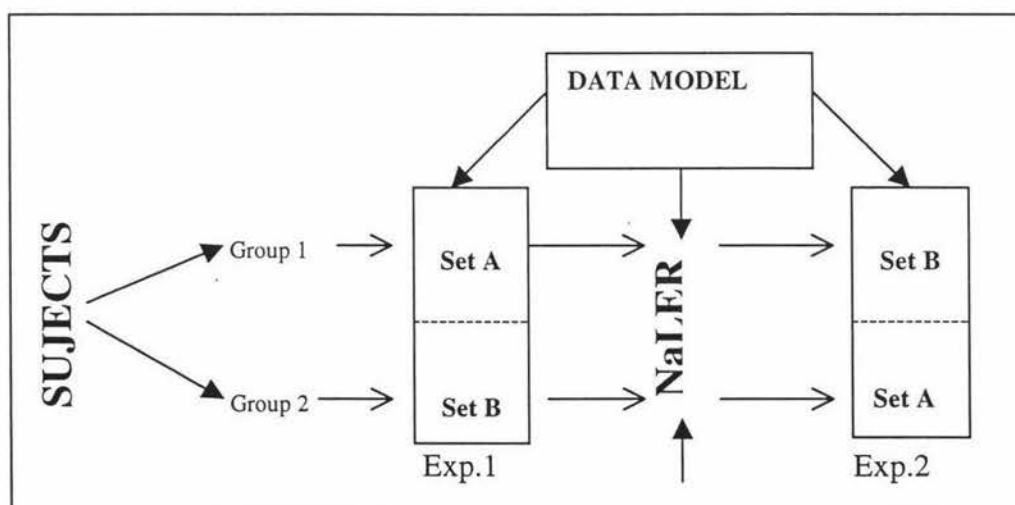 DATA MODEL
SUJECTS
Group 1
Set A
NaLER
Set B
Group 2
Set B
Set A
Exp.1
Exp.2